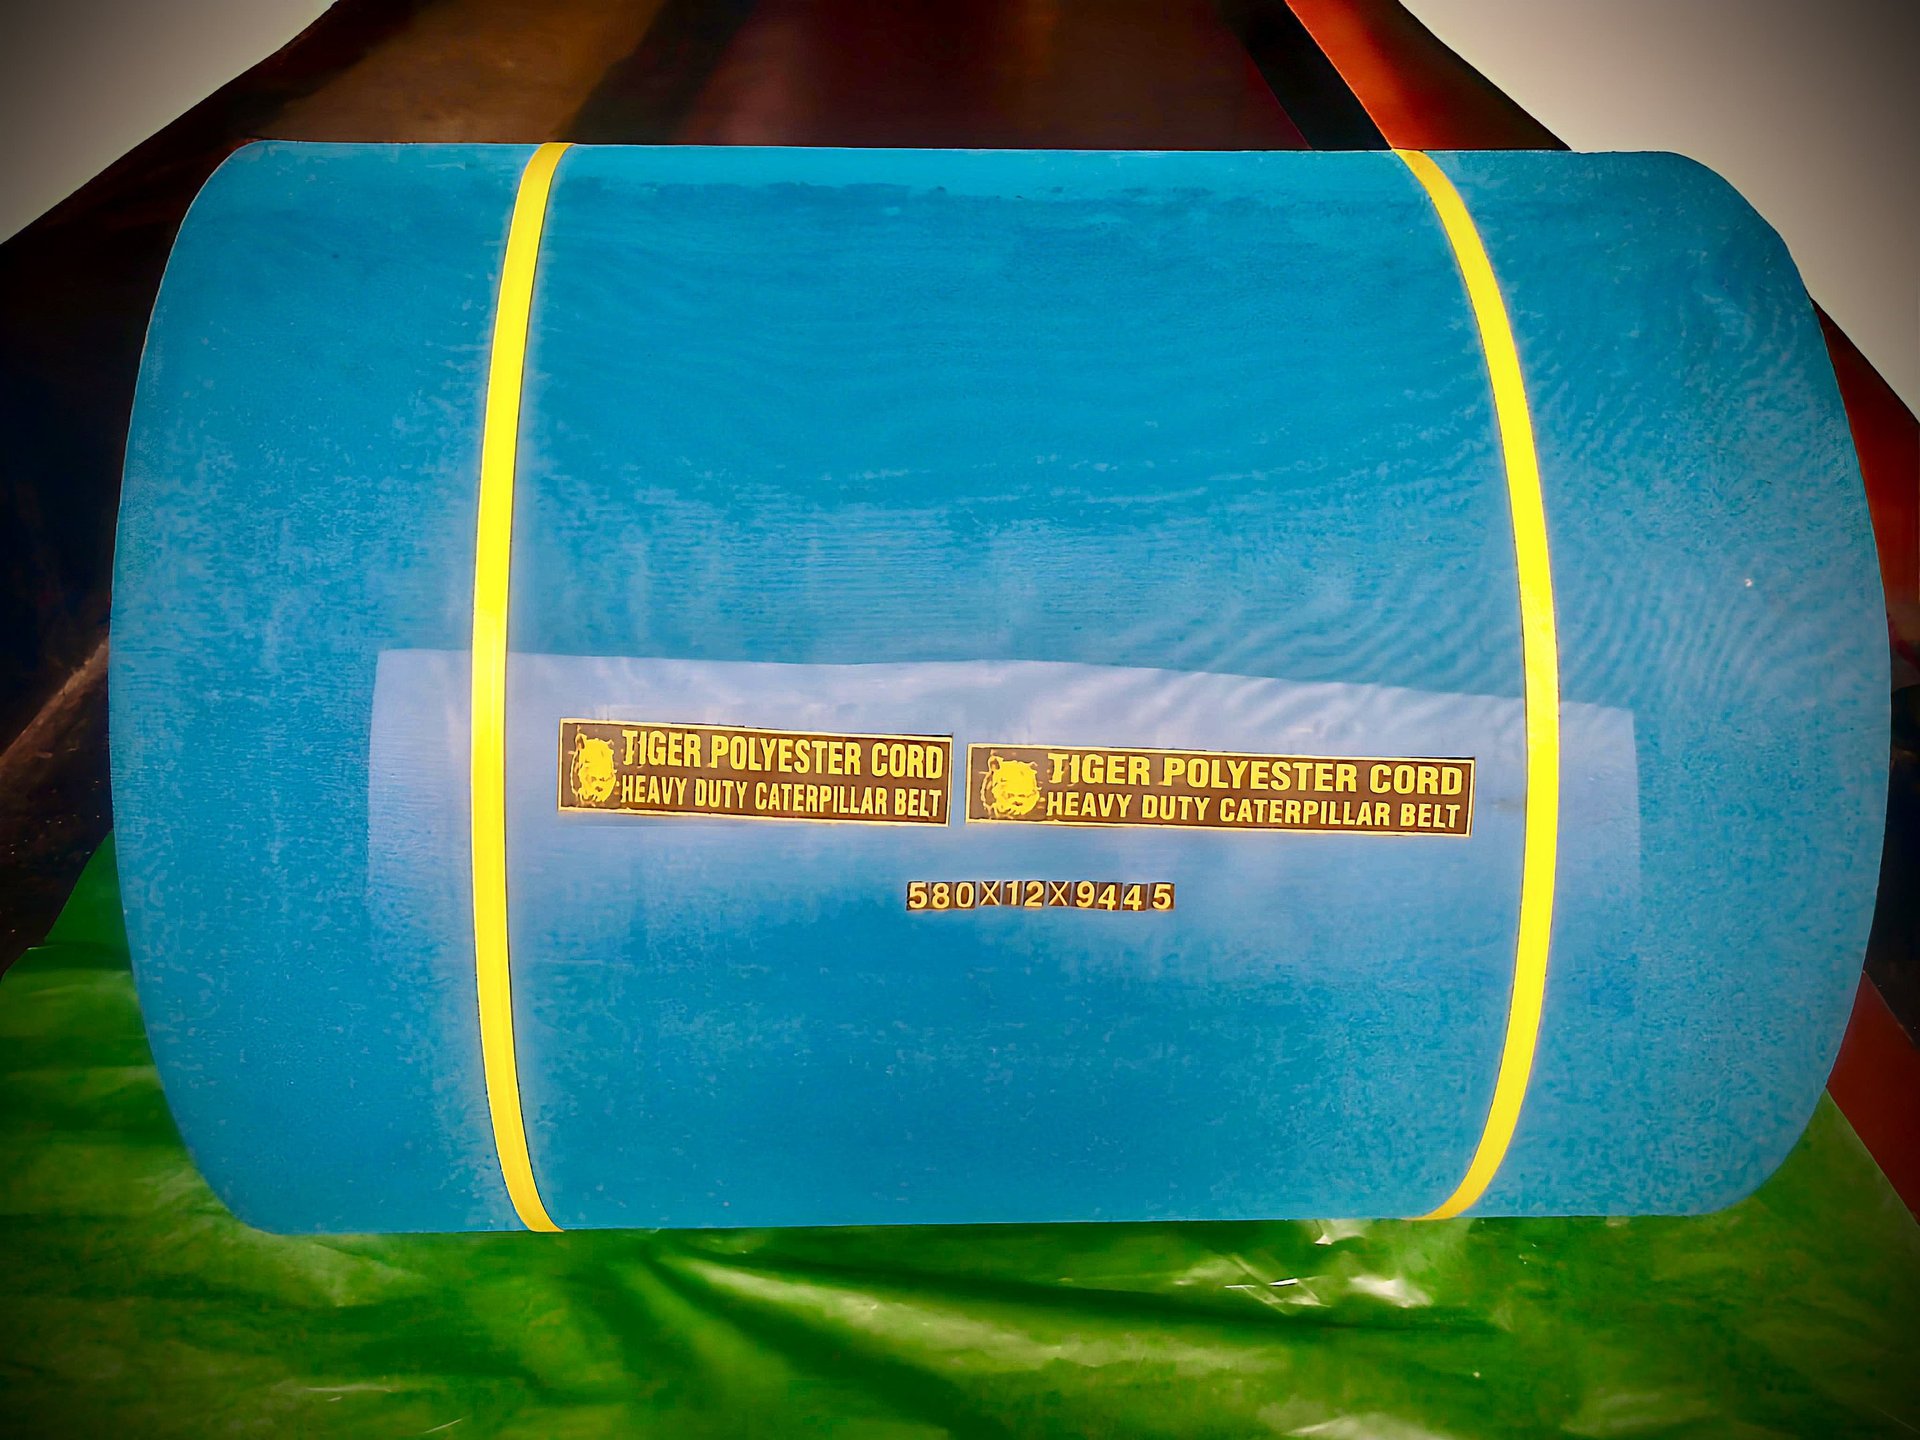 TIGER POLYESTER CORD
HEAVY DUTY CATERPILLAR BELT
TIGER POLYESTER CORD
HEAVY DUTY CATERPILLAR BELT
580X12X9445